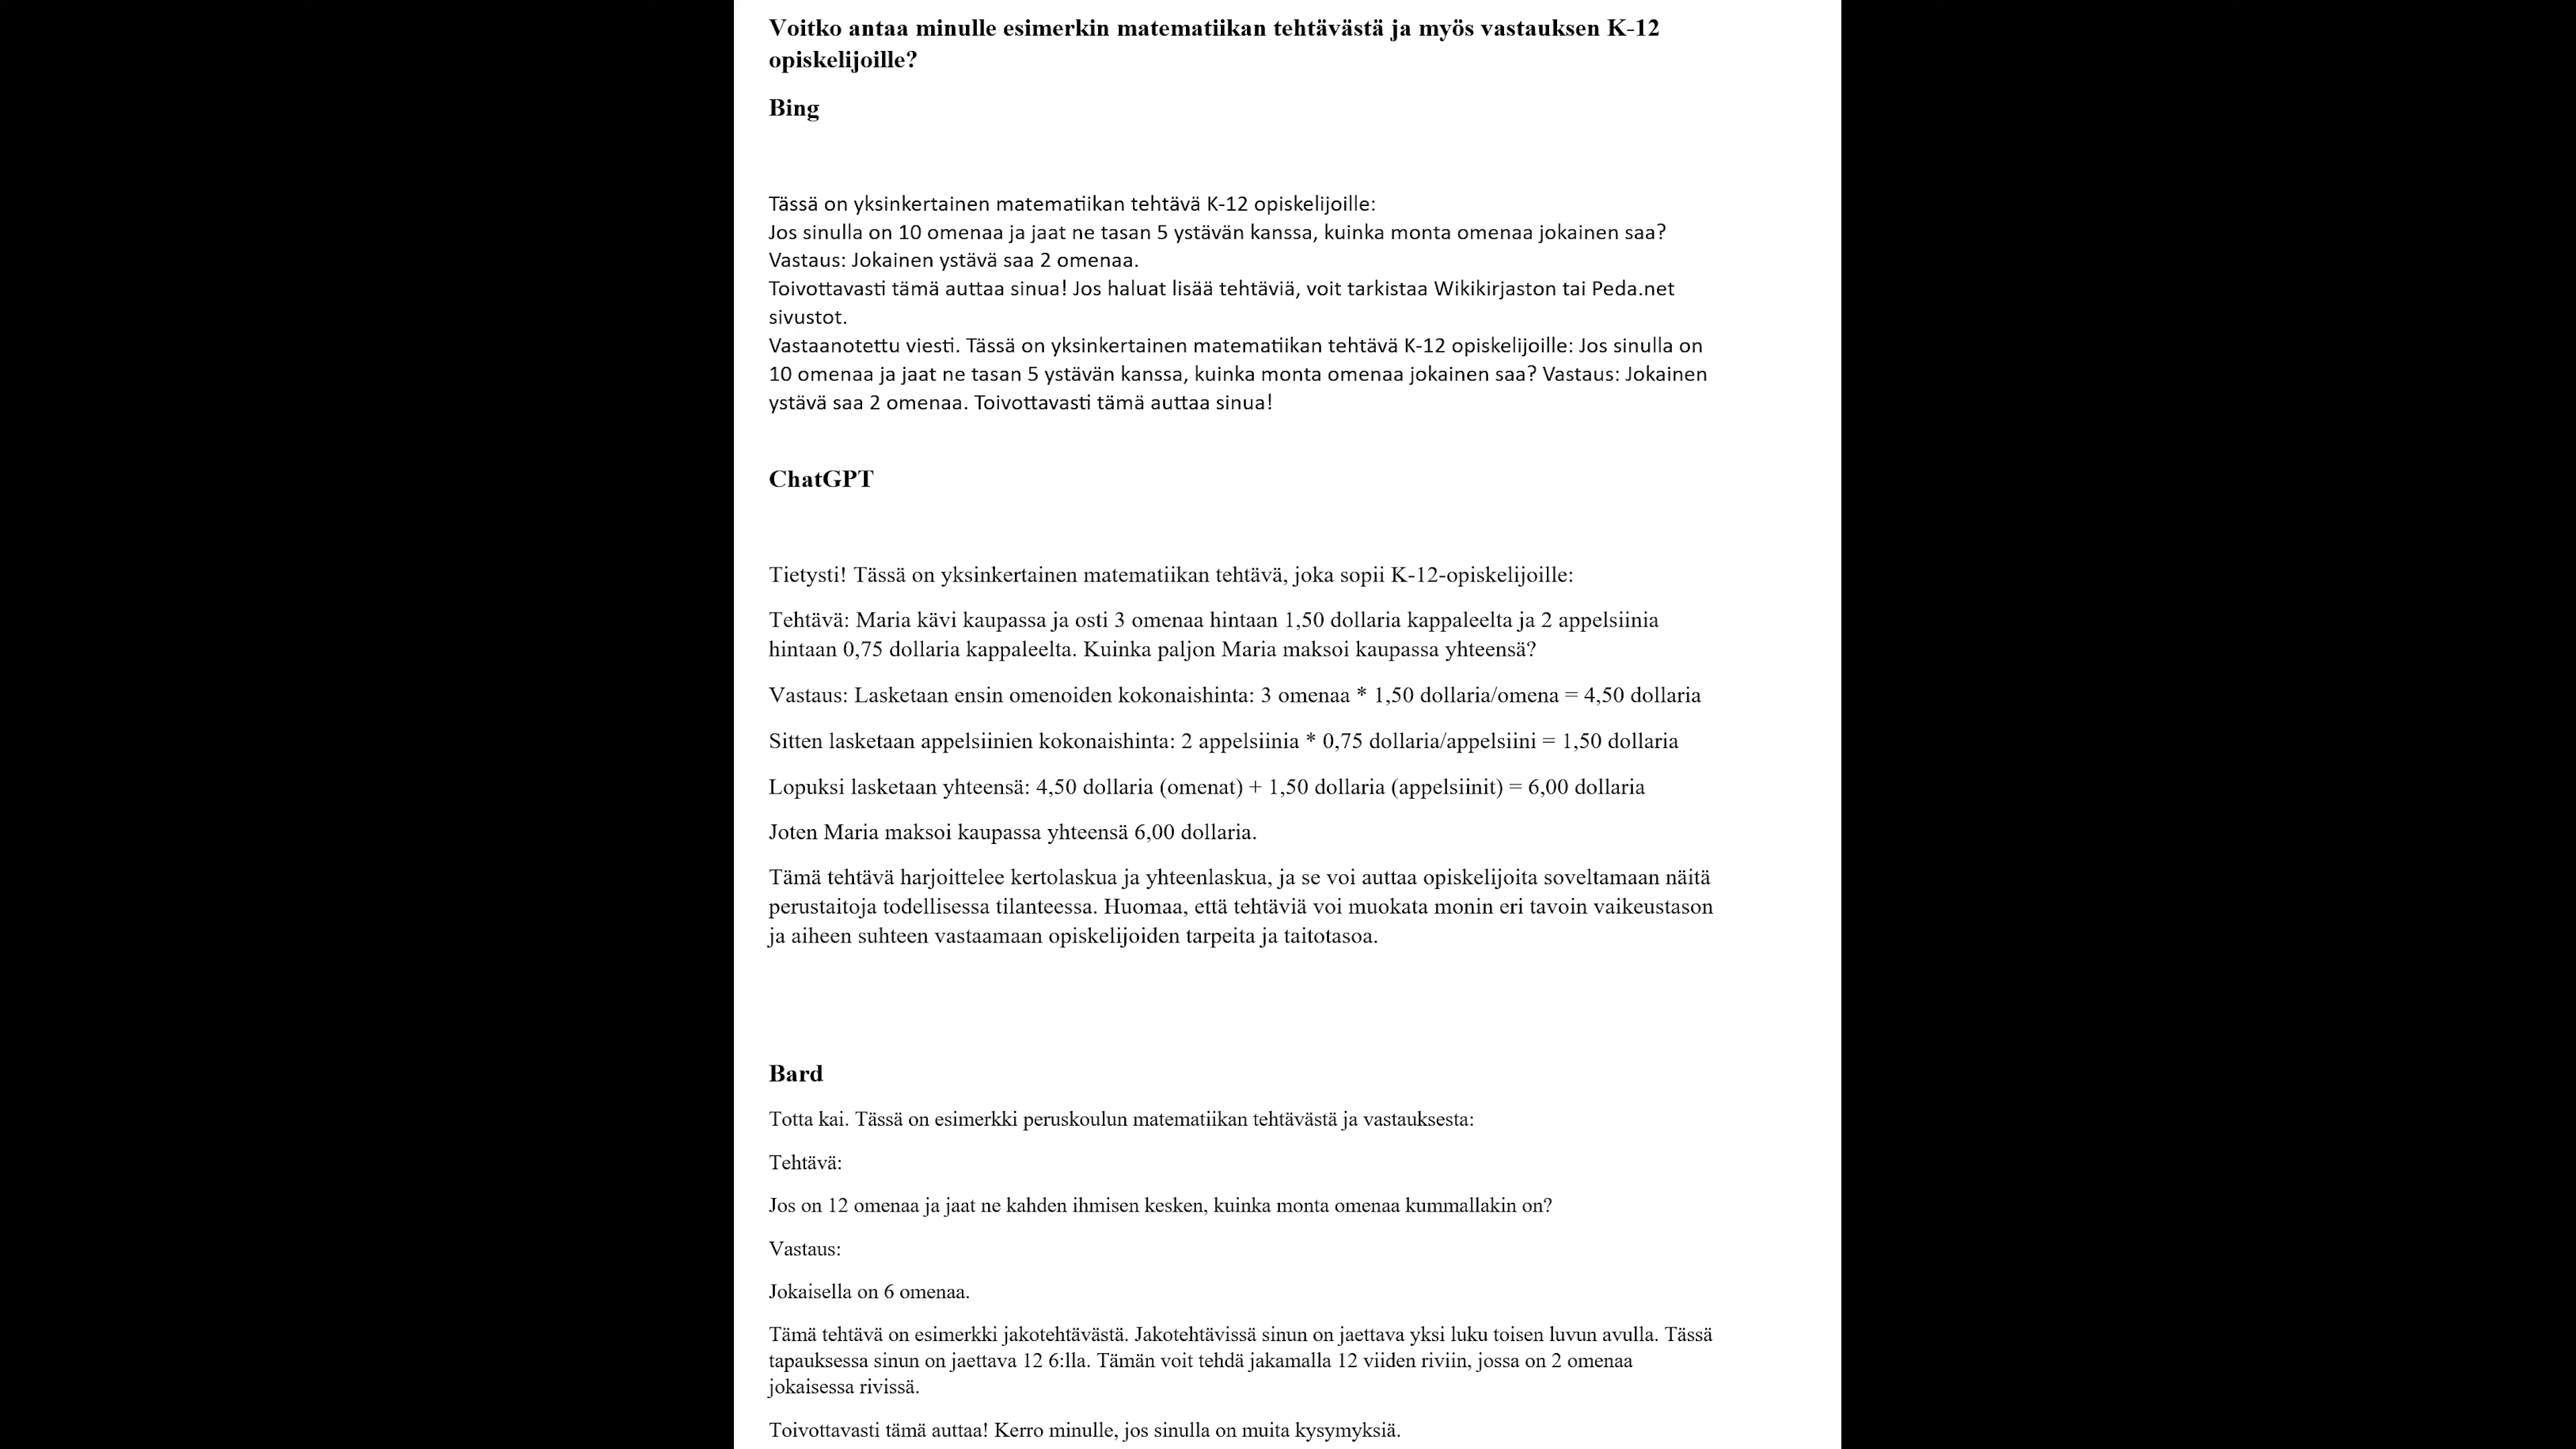 Voitko antaa minulle esimerkin matematiikan tehtävästä ja myös vastauksen K-12
opiskelijoille?
Bing
Tässä on yksinkertainen matematiikan tehtävä K-12 opiskelijoille:
Jos sinulla on 10 omenaa ja jaat ne tasan 5 ystävän kanssa, kuinka monta omenaa jokainen saa?
Vastaus: Jokainen ystävä saa 2 omenaa.
Toivottavasti tämä auttaa sinua! Jos haluat lisää tehtäviä, voit tarkistaa Wikikirjaston tai Peda.net
sivustot.
Vastaanotettu viesti. Tässä on yksinkertainen matematiikan tehtävä K-12 opiskelijoille: Jos sinulla on
10 omenaa ja jaat ne tasan 5 ystävän kanssa, kuinka monta omenaa jokainen saa? Vastaus: Jokainen
ystävä saa 2 omenaa. Toivottavasti tämä auttaa sinua!
ChatGPT
Tietysti! Tässä on yksinkertainen matematiikan tehtävä, joka sopii K-12-opiskelijoille:
Tehtävä: Maria kävi kaupassa ja osti 3 omenaa hintaan 1,50 dollaria kappaleelta ja 2 appelsiinia
hintaan 0,75 dollaria kappaleelta. Kuinka paljon Maria maksoi kaupassa yhteensä?
Vastaus: Lasketaan ensin omenoiden kokonaishinta: 3 omenaa * 1,50 dollaria/omena = 4,50 dollaria
Sitten lasketaan appelsiinien kokonaishinta: 2 appelsiinia * 0,75 dollaria/appelsiini = 1,50 dollaria
Lopuksi lasketaan yhteensä: 4,50 dollaria (omenat) + 1,50 dollaria (appelsiinit) = 6,00 dollaria
Joten Maria maksoi kaupassa yhteensä 6,00 dollaria.
Tämä tehtävä harjoittelee kertolaskua ja yhteenlaskua, ja se voi auttaa opiskelijoita soveltamaan näitä
perustaitoja todellisessa tilanteessa. Huomaa, että tehtäviä voi muokata monin eri tavoin vaikeustason
ja aiheen suhteen vastaamaan opiskelijoiden tarpeita ja taitotasoa.
Bard
Totta kai. Tässä on esimerkki peruskoulun matematiikan tehtävästä ja vastauksesta:
Tehtävä:
Jos on 12 omenaa ja jaat ne kahden ihmisen kesken, kuinka monta omenaa kummallakin on?
Vastaus:
Jokaisella on 6 omenaa.
Tämä tehtävä on esimerkki jakotehtävästä. Jakotehtävissä sinun on jaettava yksi luku toisen luvun avulla. Tässä
tapauksessa sinun on jaettava 12 6:lla. Tämän voit tehdä jakamalla 12 viiden riviin, jossa on 2 omenaa
jokaisessa rivissä.
Toivottavasti tämä auttaa! Kerro minulle, jos sinulla on muita kysymyksiä.